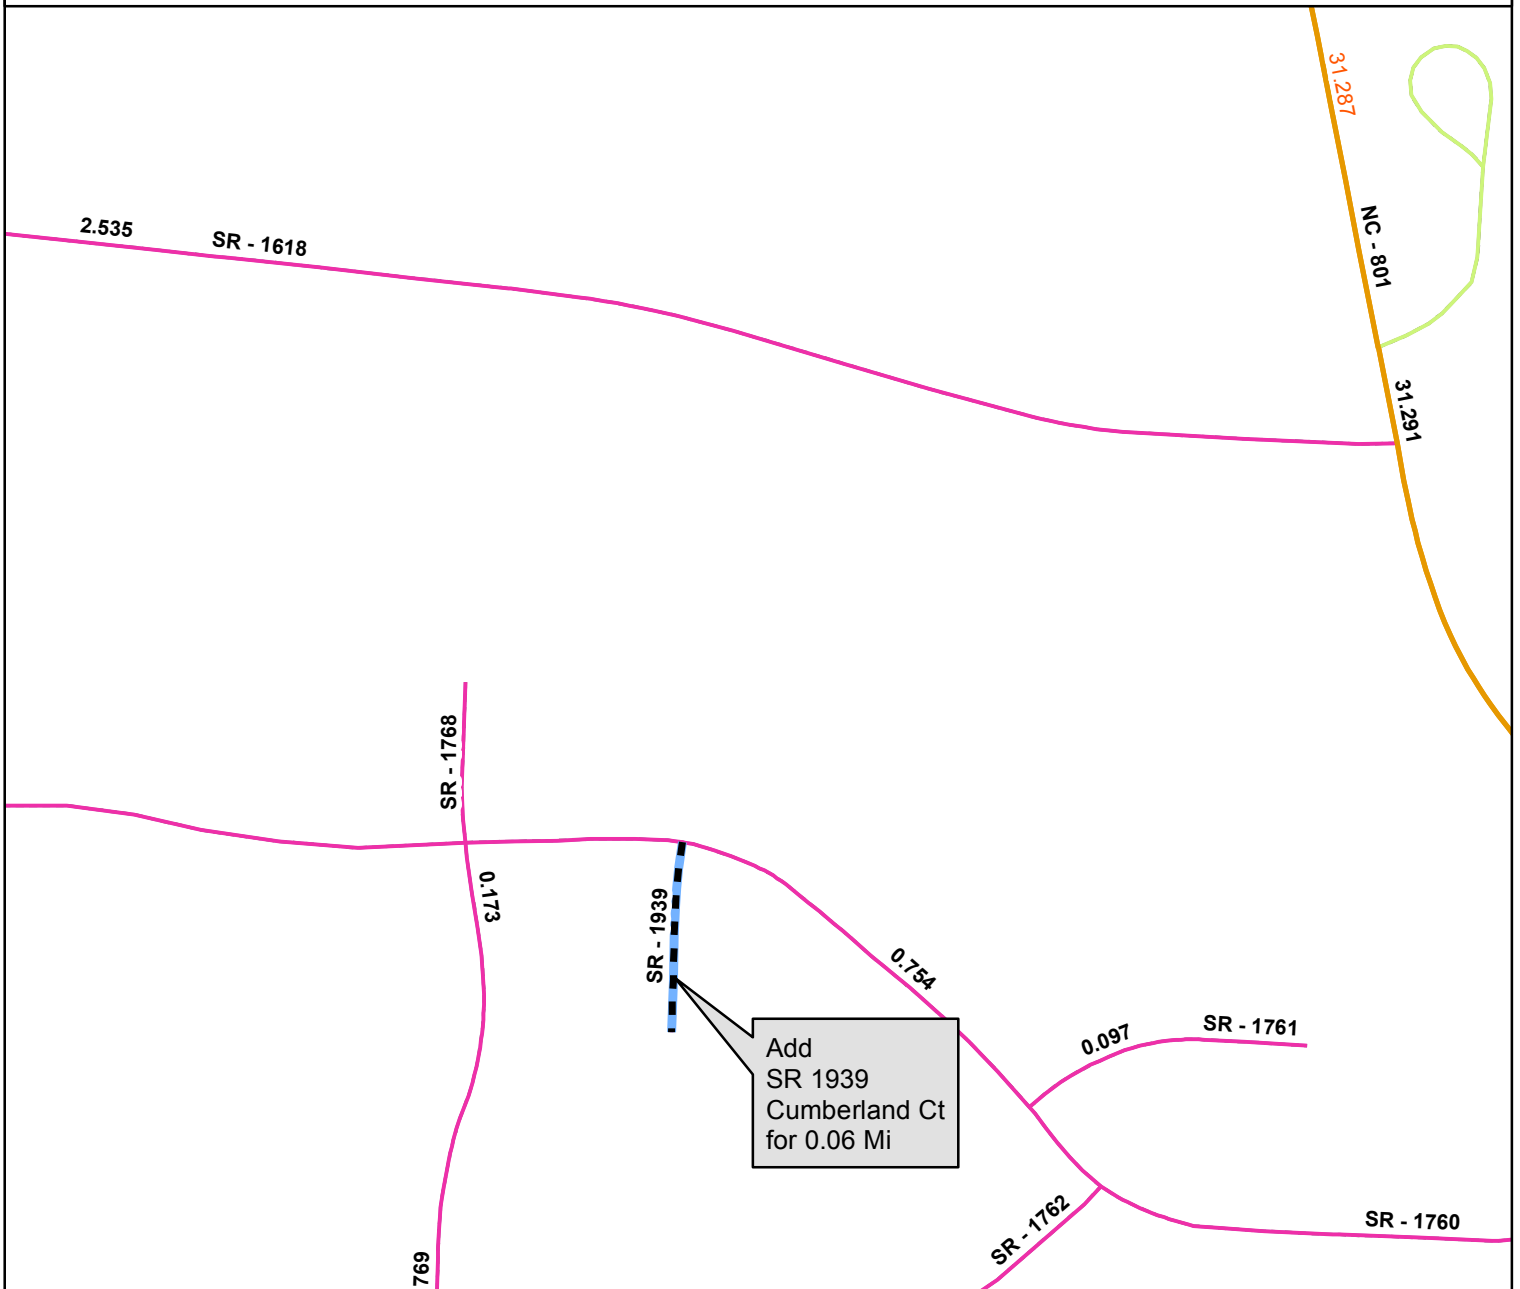 31.287
NC - 801
2.535
SR - 1618
31.291
SR - 1768
0.173
SR - 1939
0.754
Add
SR 1939
Cumberland Ct
for 0.06 Mi
0.097
SR - 1761
SR - 1762
SR - 1760
769